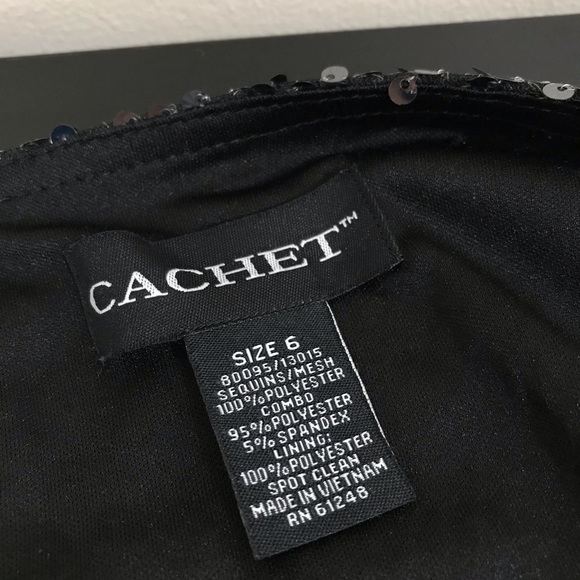 CACHET™
SIZE 6
80095/13015
SEQUINS/MESH
100%POLYESTER
COMBO
95%POLYESTER
5% SPANDEX
LINING:
100%POLYESTER
SPOT CLEAN
MADE IN VIETNAM
RN 61248